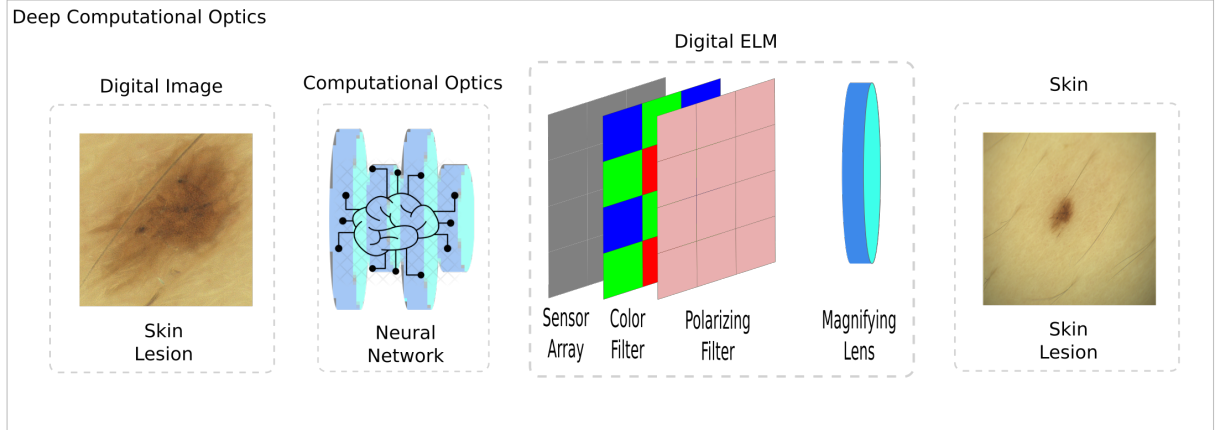 Deep Computational Optics
Digital Image
Skin
Lesion
Computational Optics
Neural
Network
Digital ELM
Sensor
Array
Color
Filter
Polarizing
Filter
Magnifying
Lens
Skin
Skin
Lesion